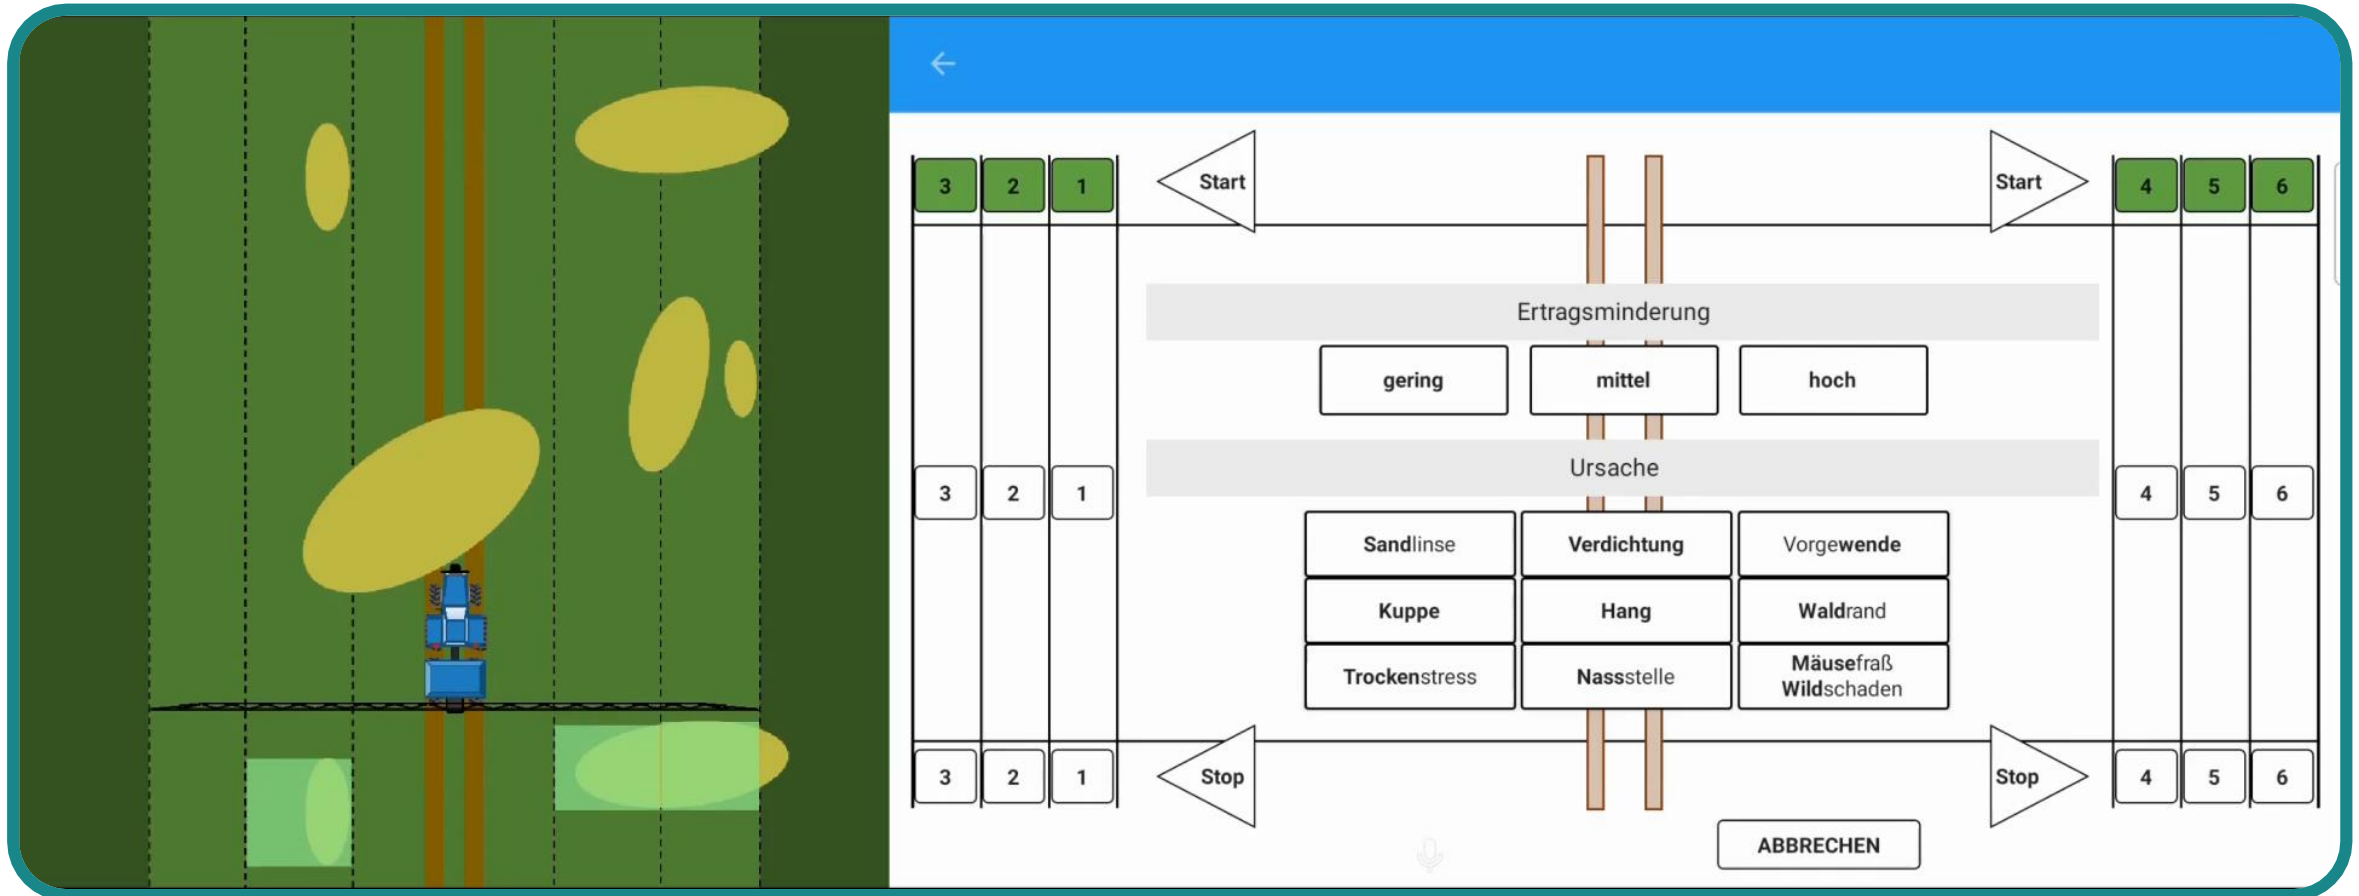 3 2 1 Start Start 4 5 6
Ertragsminderung
gering mittel hoch
Ursache
3 2 1 4 5 6
Sandlinse Verdichtung Vorgewende
Kuppe Hang Waldrand
Trockenstress Nassstelle Mäusefraß
Wildschaden
3 2 1 Stop Stop 4 5 6
ABBRECHEN